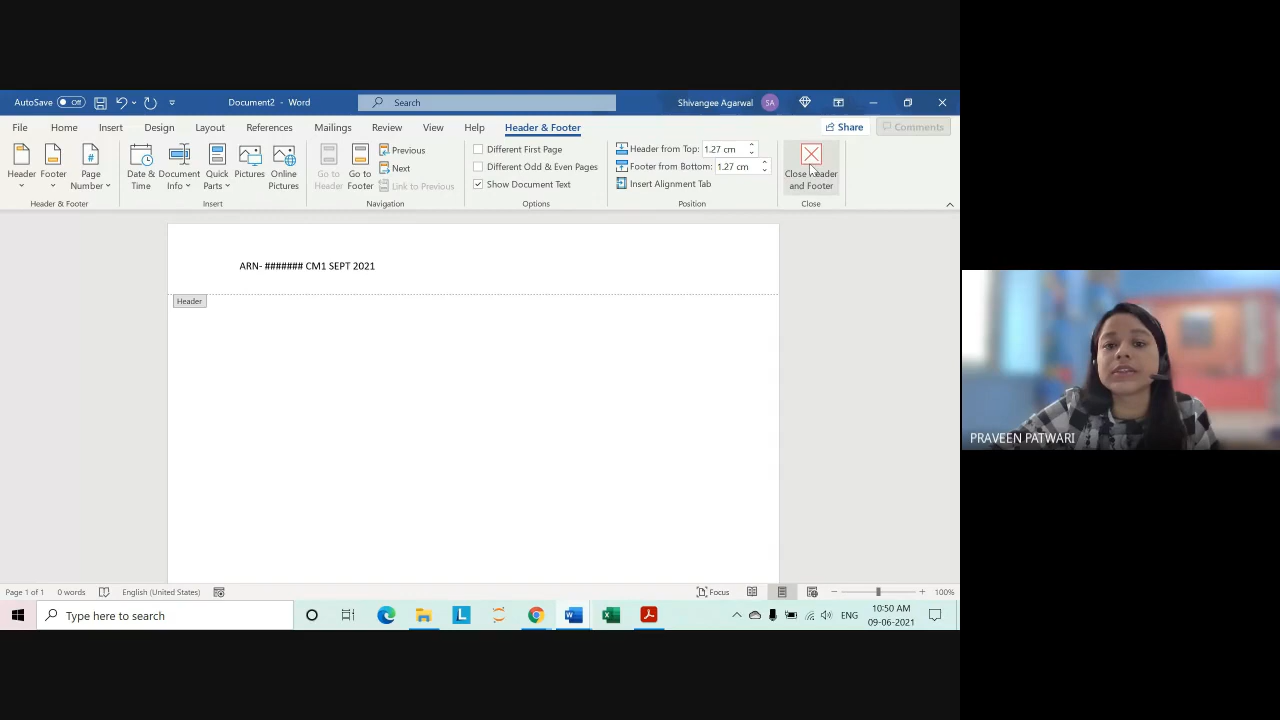 AutoSave Off Document2 - Word Search Shivangee Agarwal SA
File Home Insert Design Layout References Mailings Review View Help Header & Footer Share Comments
Header Footer Page Number
Header & Footer
Date & Time Document Info Quick Parts Pictures Online Pictures
Insert
Go to Header Go to Footer Previous Next Link to Previous
Navigation
Different First Page
Different Odd & Even Pages
Show Document Text
Options
Header from Top: 1.27 cm
Footer from Bottom: 1.27 cm
Insert Alignment Tab
Position
Close Header and Footer
Close
ARN- ####### CM1 SEPT 2021
Header
PRAVEEN PATWARI
Page 1 of 1 0 words English (United States) Focus 100%
Type here to search ENG 10:50 AM
09-06-2021